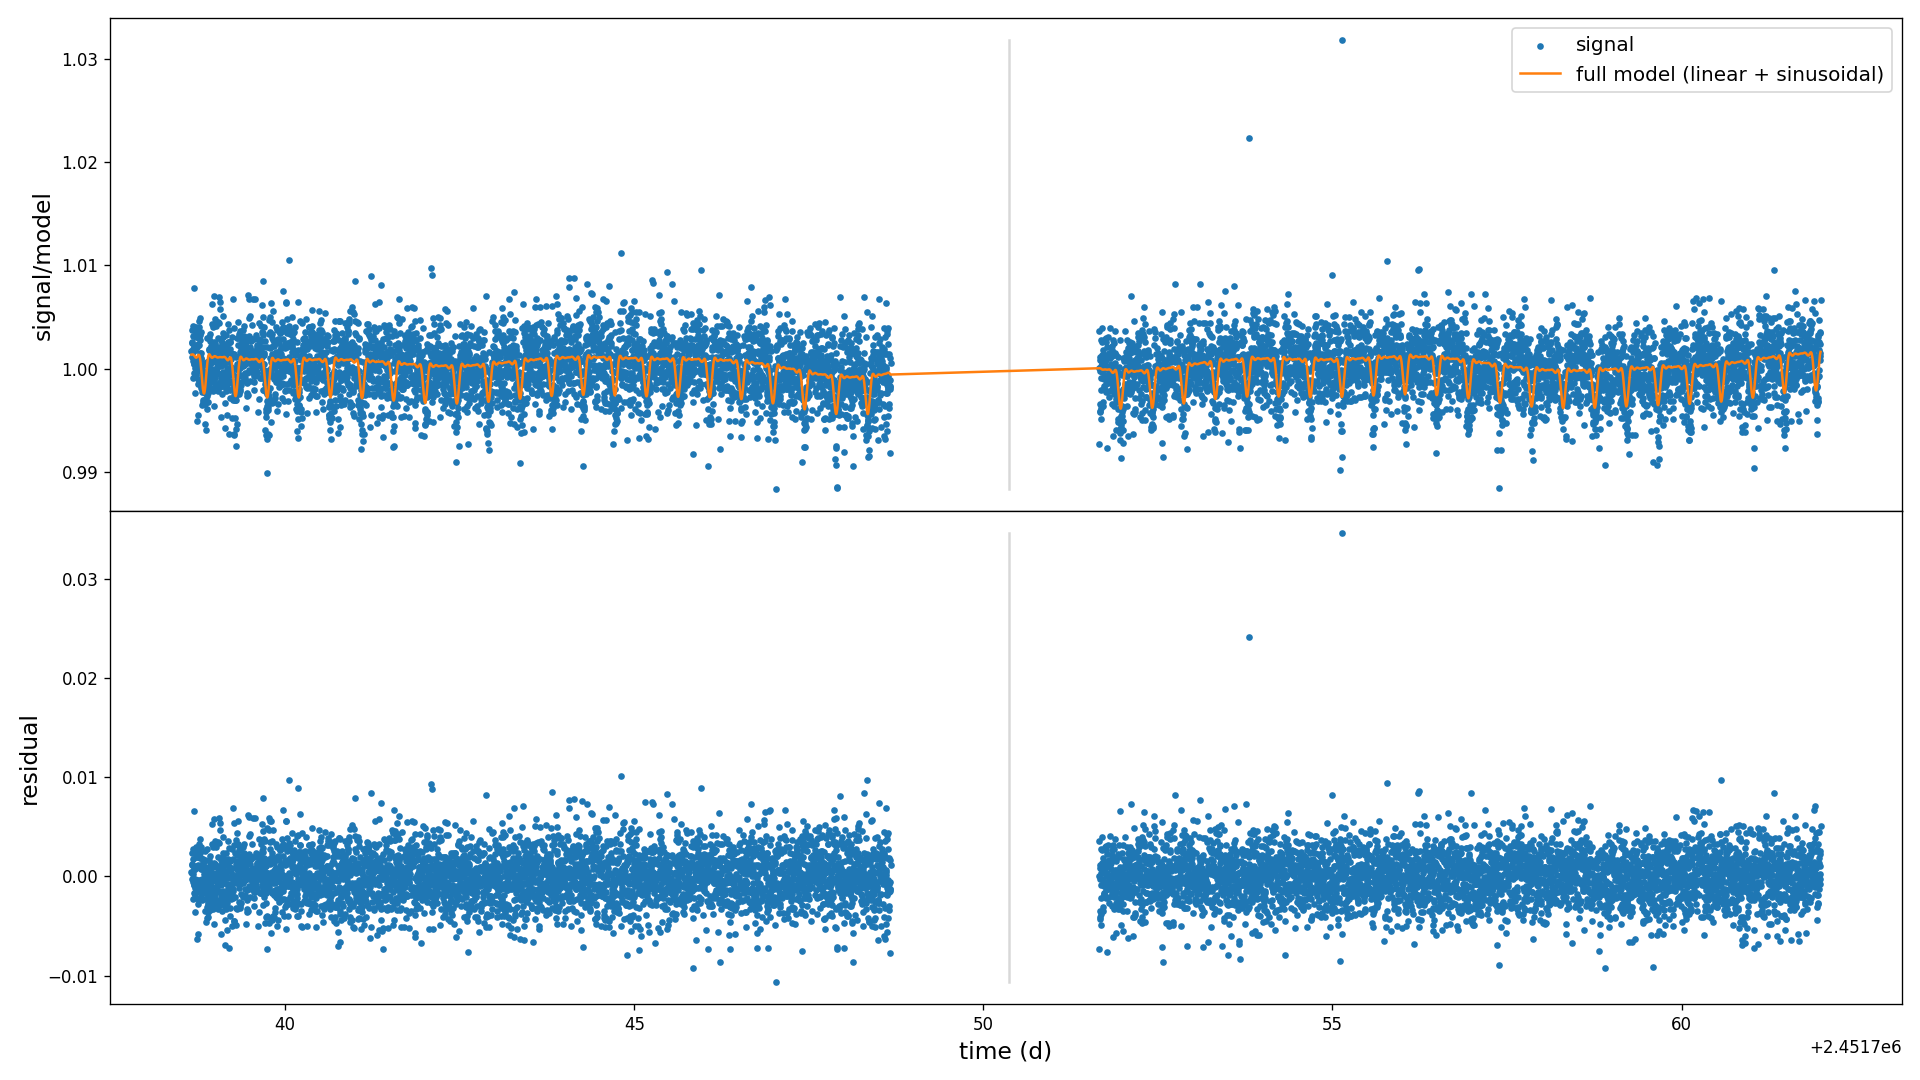 signal/model
1.03
1.02
1.01
1.00
0.99
signal
full model (linear + sinusoidal)
residual
0.03
0.02
0.01
0.00
−0.01
40
45
50
55
60
time (d)
+2.4517e6